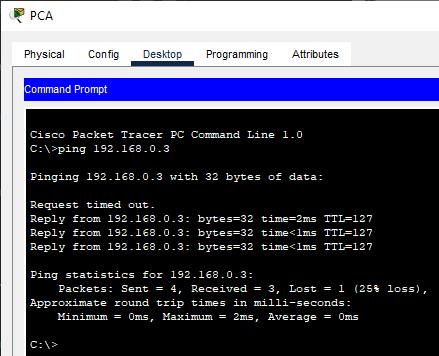 PCA
Physical Config Desktop Programming Attributes
Command Prompt
Cisco Packet Tracer PC Command Line 1.0
C:\>ping 192.168.0.3
Pinging 192.168.0.3 with 32 bytes of data:
Request timed out.
Reply from 192.168.0.3: bytes=32 time=2ms TTL=127
Reply from 192.168.0.3: bytes=32 time<1ms TTL=127
Reply from 192.168.0.3: bytes=32 time<1ms TTL=127
Ping statistics for 192.168.0.3:
Packets: Sent = 4, Received = 3, Lost = 1 (25% loss),
Approximate round trip times in milli-seconds:
Minimum = 0ms, Maximum = 2ms, Average = 0ms
C:\>